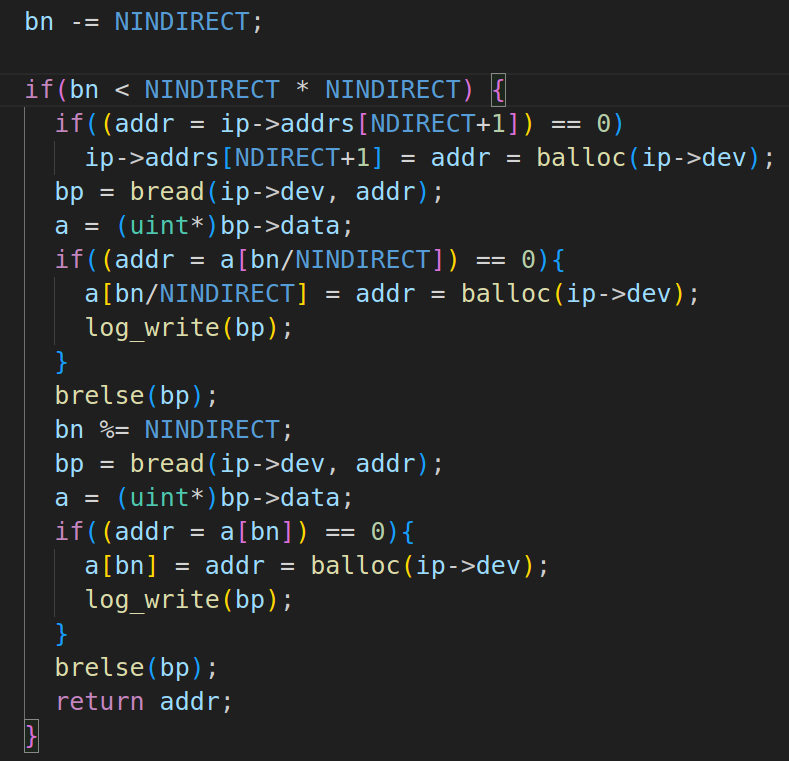 bn -= NINDIRECT;
if(bn < NINDIRECT * NINDIRECT) {
if((addr = ip->addrs[NDIRECT+1]) == 0)
ip->addrs[NDIRECT+1] = addr = balloc(ip->dev);
bp = bread(ip->dev, addr);
a = (uint*)bp->data;
if((addr = a[bn/NINDIRECT]) == 0){
a[bn/NINDIRECT] = addr = balloc(ip->dev);
log_write(bp);
}
brelse(bp);
bn %= NINDIRECT;
bp = bread(ip->dev, addr);
a = (uint*)bp->data;
if((addr = a[bn]) == 0){
a[bn] = addr = balloc(ip->dev);
log_write(bp);
}
brelse(bp);
return addr;
}